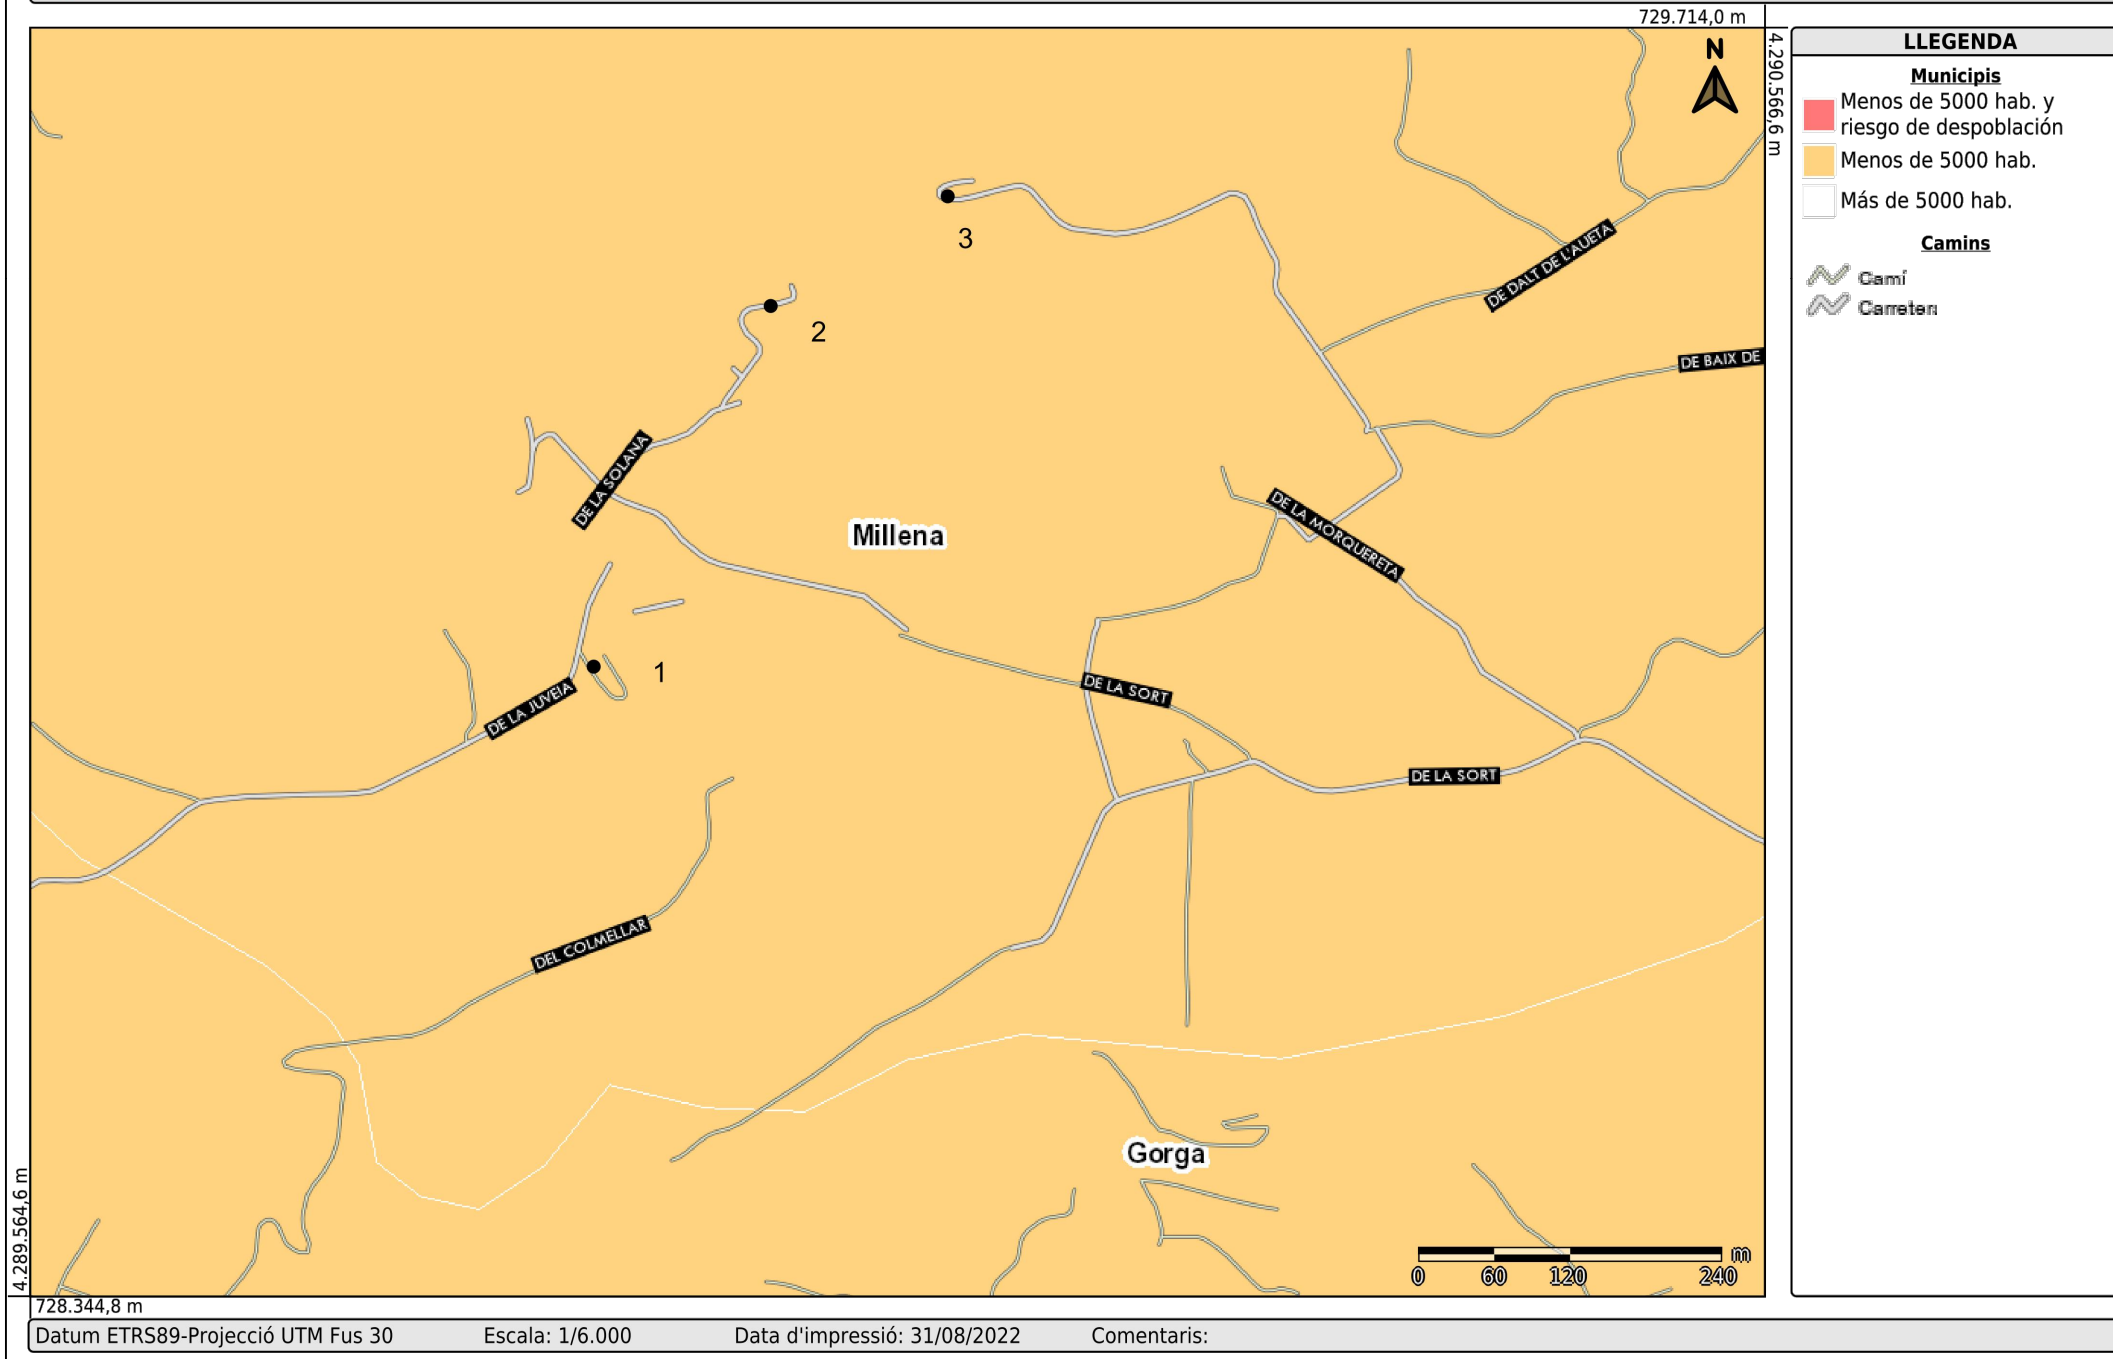 729.714,0 m
4.290.566,6 m
N
3
DE DALT DE L'AUETA
2
DE BAIX DE
DE LA SOLANA
DE LA MORQUERETA
Millena
1
DE LA SORT
DE LA JUVEIA
DE LA SORT
DEL COLMELLAR
Gorga
m
0 60 120 240
4.289.564,6 m
728.344,8 m
LLEGENDA
Municipis
Menos de 5000 hab. y
riesgo de despoblación
Menos de 5000 hab.
Más de 5000 hab.
Camins
Camí
Carretera
Datum ETRS89-Projecció UTM Fus 30 Escala: 1/6.000 Data d'impressió: 31/08/2022 Comentaris: